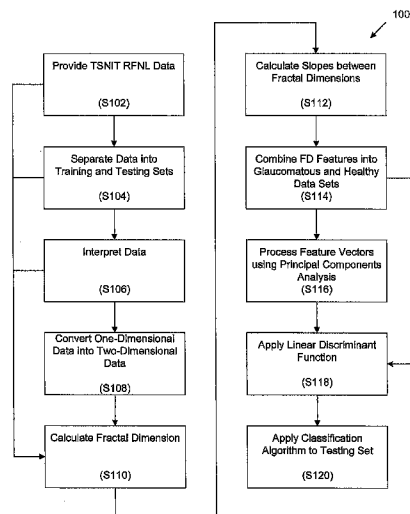 100
Provide TSNIT RFNL Data
(S102)
Separate Data into
Training and Testing Sets
(S104)
Interpret Data
(S106)
Convert One-Dimensional
Data into Two-Dimensional
Data
(S108)
Calculate Fractal Dimension
(S110)
Calculate Slopes between
Fractal Dimensions
(S112)
Combine FD Features into
Glaucomatous and Healthy
Data Sets
(S114)
Process Feature Vectors
using Principal Components
Analysis
(S116)
Apply Linear Discriminant
Function
(S118)
Apply Classification
Algorithm to Testing Set
(S120)